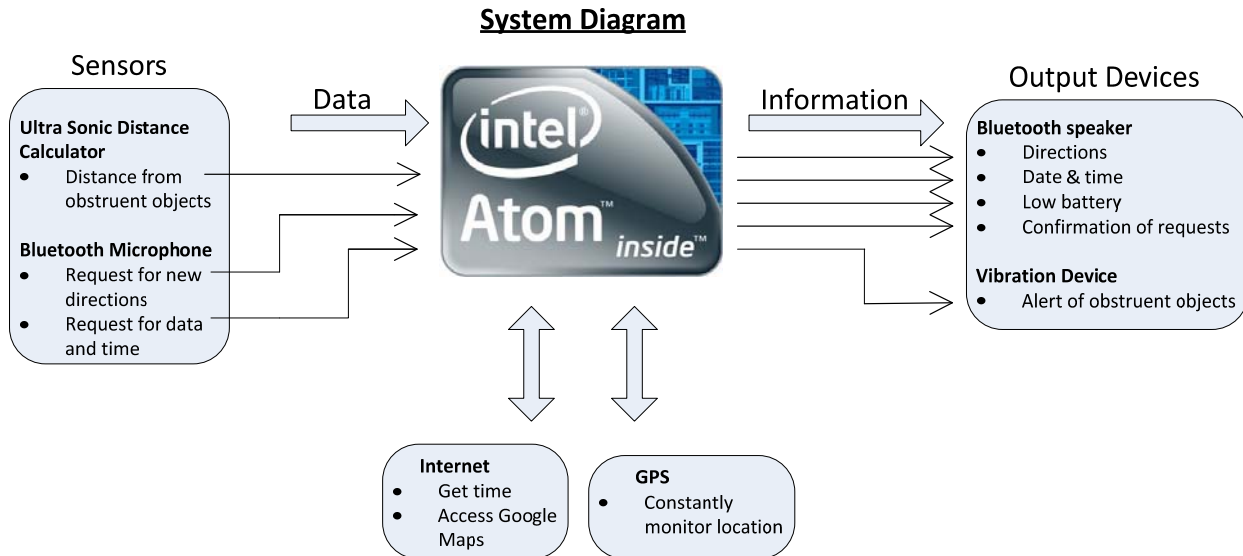 System Diagram
Sensors
Ultra Sonic Distance
Calculator
• Distance from
obstruent objects
Bluetooth Microphone
• Request for new
directions
• Request for data
and time
Data
intel®
Atom™
inside™
Information
Output Devices
Bluetooth speaker
• Directions
• Date & time
• Low battery
• Confirmation of requests
Vibration Device
• Alert of obstruent objects
Internet
• Get time
• Access Google
Maps
GPS
• Constantly
monitor location